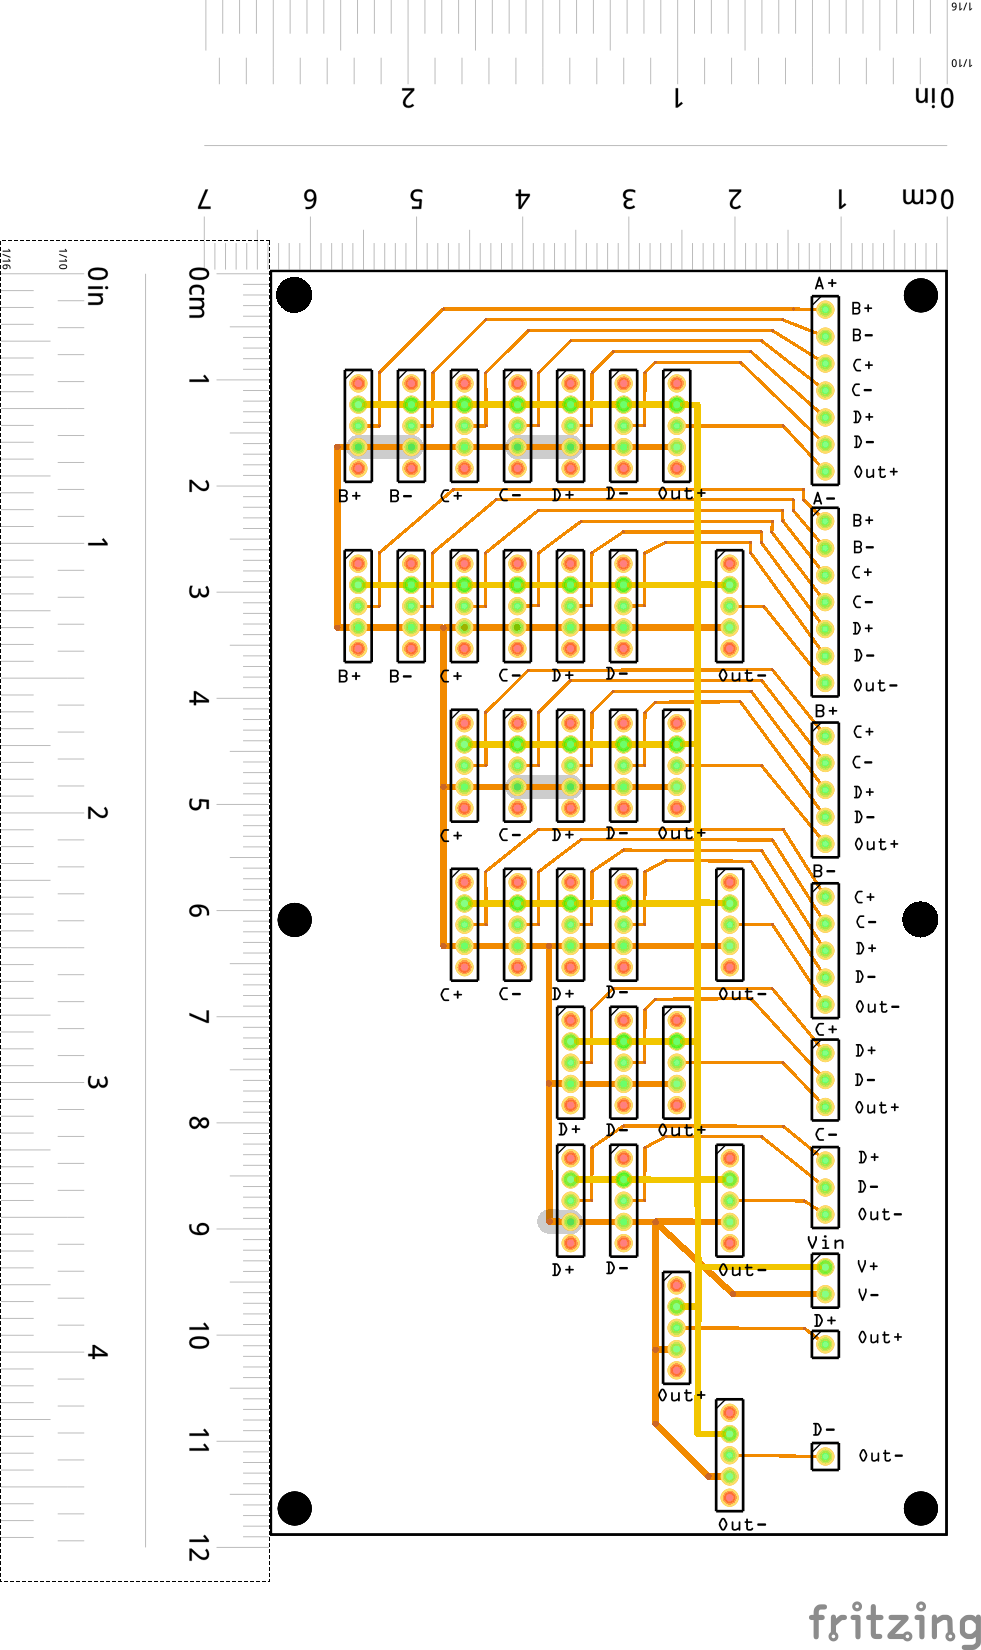 1/16
1/10
2 1 0in
7 6 5 4 3 2 1 0cm
1/16 1/10 0in 0cm
A+
B+
B-
C+
C-
D+
D-
Out+
1
B+ B- C+ C- D+ D- Out+
2
A-
B+
B-
C+
C-
D+
D-
Out-
1
3
B+ B- C+ C- D+ D- Out-
4
B+
C+
C-
D+
D-
Out+
2
5
C+ C- D+ D- Out+
B-
C+
C-
D+
D-
Out-
6
C+ C- D+ D- Out-
7
C+
D+
D-
Out+
3
8
D+ D- Out+
C-
D+
D-
Out-
9
D+ D- Out-
Vin
V+
V-
D+
Out+
10
4
Out+
11
D-
Out-
Out-
12
fritzing